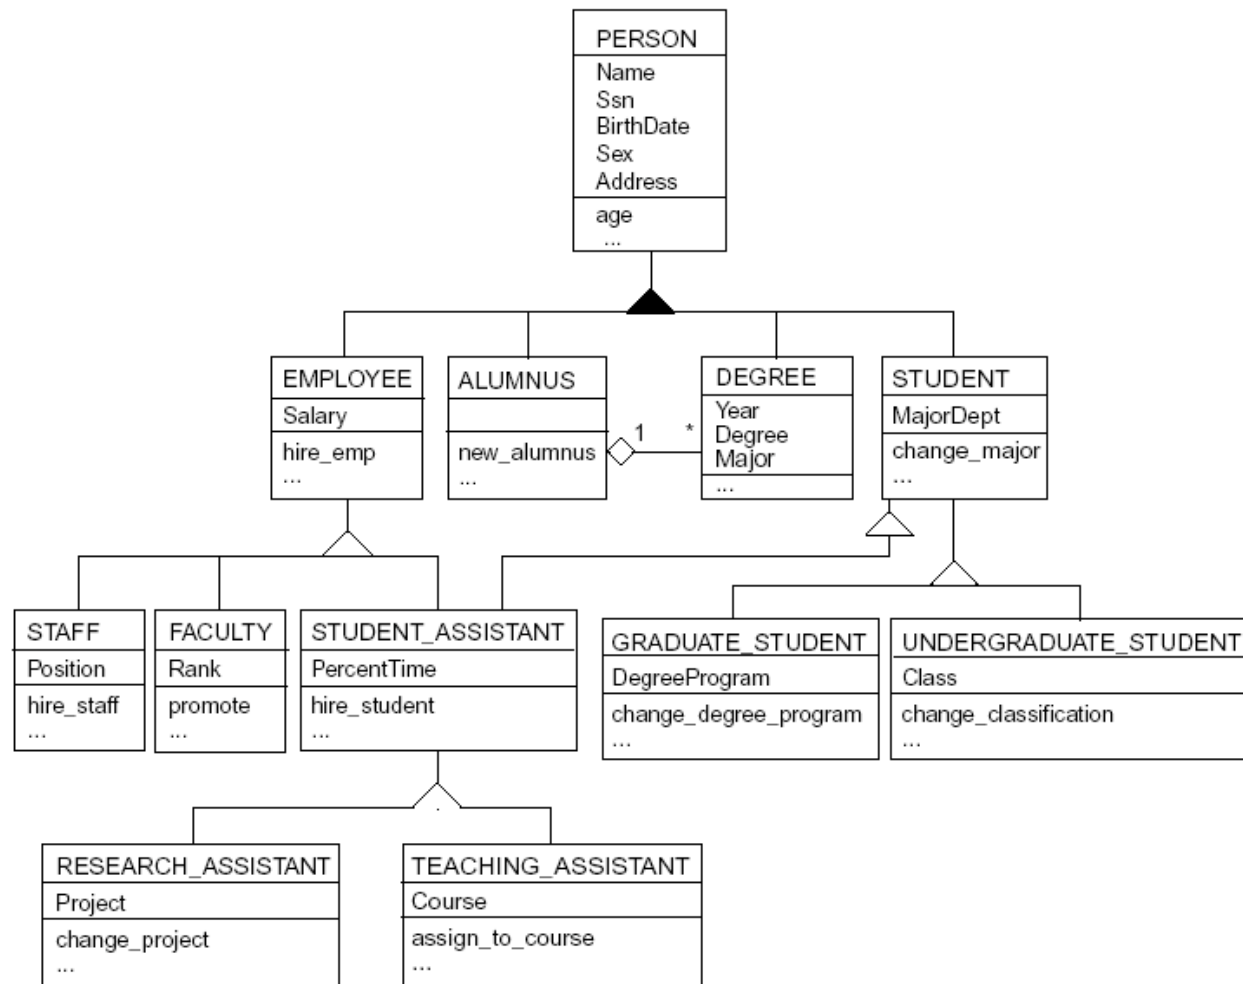 PERSON
Name
Ssn
BirthDate
Sex
Address
age
...
EMPLOYEE
Salary
hire_emp
...
ALUMNUS
new_alumnus
...
1
*
DEGREE
Year
Degree
Major
...
STUDENT
MajorDept
change_major
...
STAFF
Position
hire_staff
...
FACULTY
Rank
promote
...
STUDENT_ASSISTANT
PercentTime
hire_student
...
GRADUATE_STUDENT
DegreeProgram
change_degree_program
...
UNDERGRADUATE_STUDENT
Class
change_classification
...
RESEARCH_ASSISTANT
Project
change_project
...
TEACHING_ASSISTANT
Course
assign_to_course
...